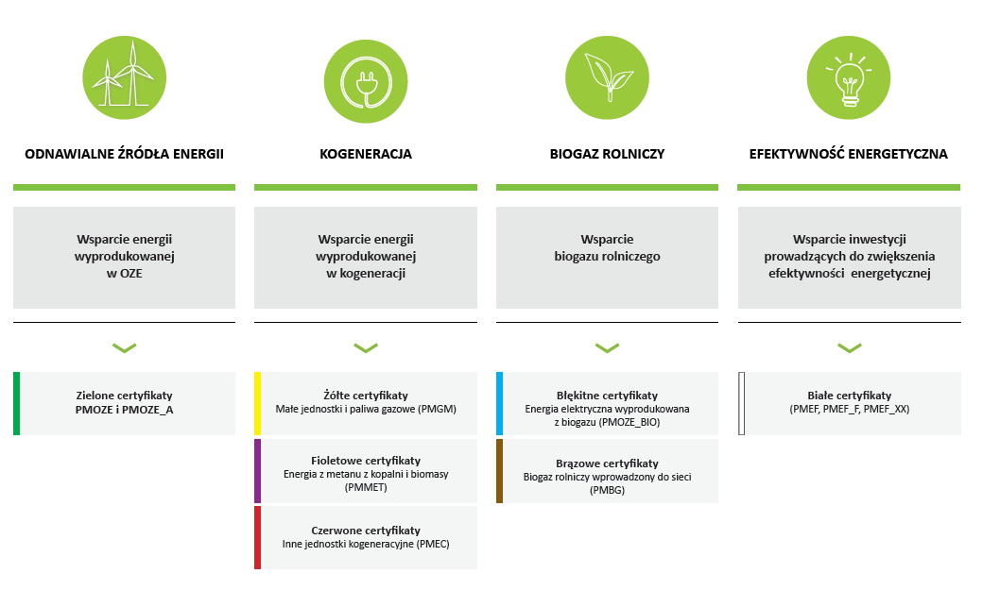 ODNAWIALNE ŹRÓDŁA ENERGII
Wsparcie energii
wyprodukowanej
w OZE
Zielone certyfikaty
PMOZE i PMOZE_A
KOGENERACJA
Wsparcie energii
wyprodukowanej
w kogeneracji
Żółte certyfikaty
Małe jednostki i paliwa gazowe (PMGM)
Fioletowe certyfikaty
Energia z metanu z kopalni i biomasy
(PMMET)
Czerwone certyfikaty
Inne jednostki kogeneracyjne (PMEC)
BIOGAZ ROLNICZY
Wsparcie
biogazu rolniczego
Błękitne certyfikaty
Energia elektryczna wyprodukowana
z biogazu (PMOZE_BIO)
Brązowe certyfikaty
Biogaz rolniczy wprowadzony do sieci
(PMBG)
EFEKTYWNOŚĆ ENERGETYCZNA
Wsparcie inwestycji
prowadzących do zwiększenia
efektywności energetycznej
Białe certyfikaty
(PMEF, PMEF_F, PMEF_XX)